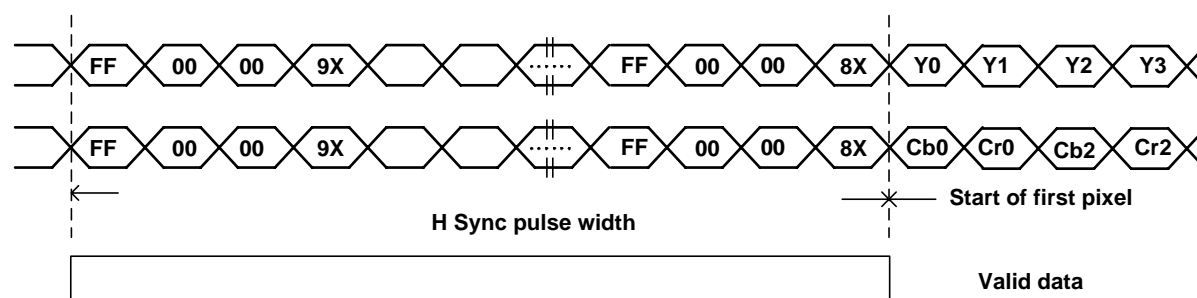 FF 00 00 9X ...... FF 00 00 8X Y0 Y1 Y2 Y3
FF 00 00 9X ...... FF 00 00 8X Cb0 Cr0 Cb2 Cr2
Start of first pixel
H Sync pulse width
Valid data